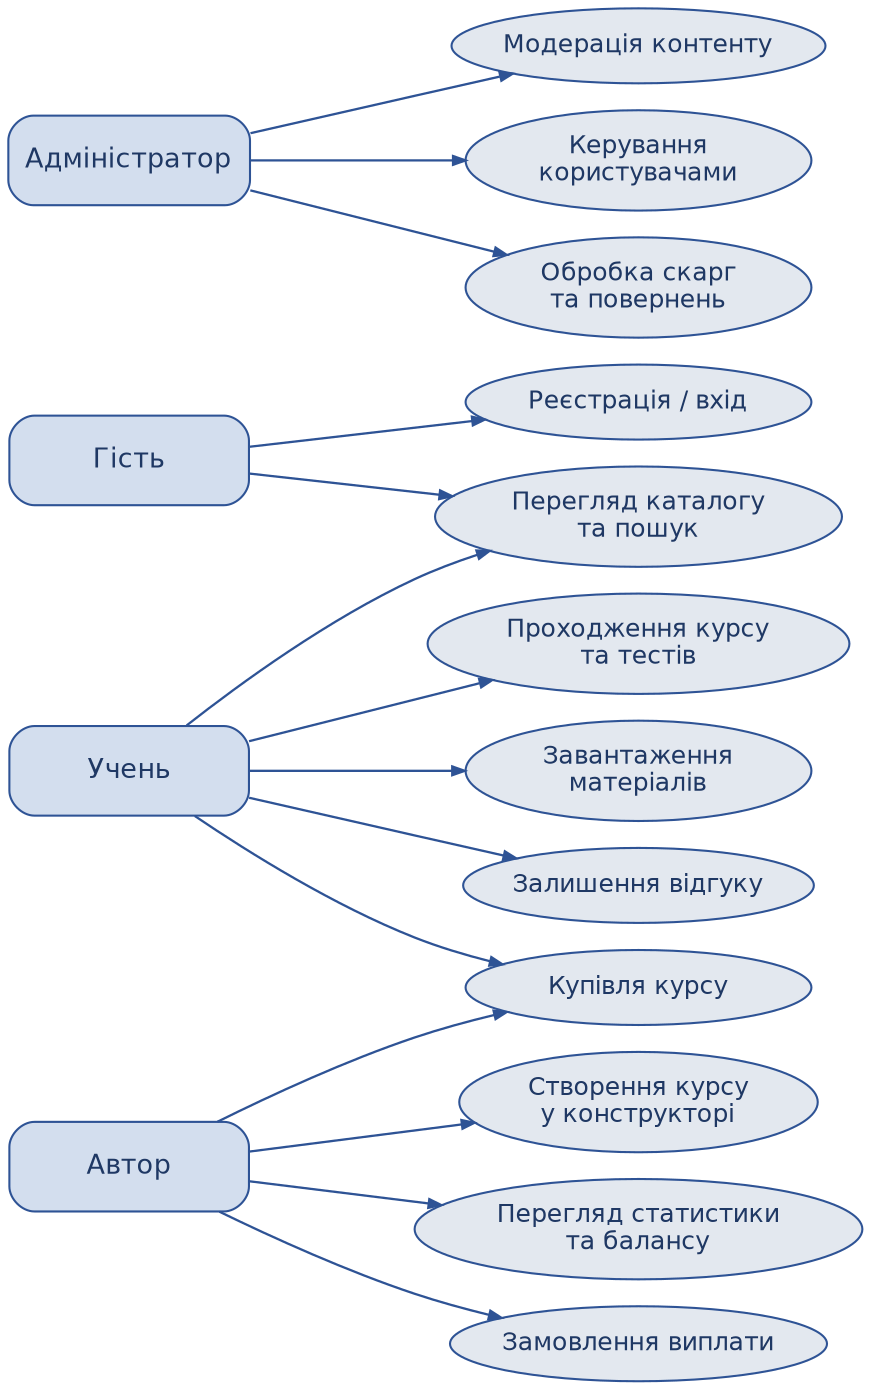 Модерація контенту
Адміністратор
Керування
користувачами
Обробка скарг
та повернень
Реєстрація / вхід
Гість
Перегляд каталогу
та пошук
Проходження курсу
та тестів
Учень
Завантаження
матеріалів
Залишення відгуку
Купівля курсу
Створення курсу
у конструкторі
Автор
Перегляд статистики
та балансу
Замовлення виплати